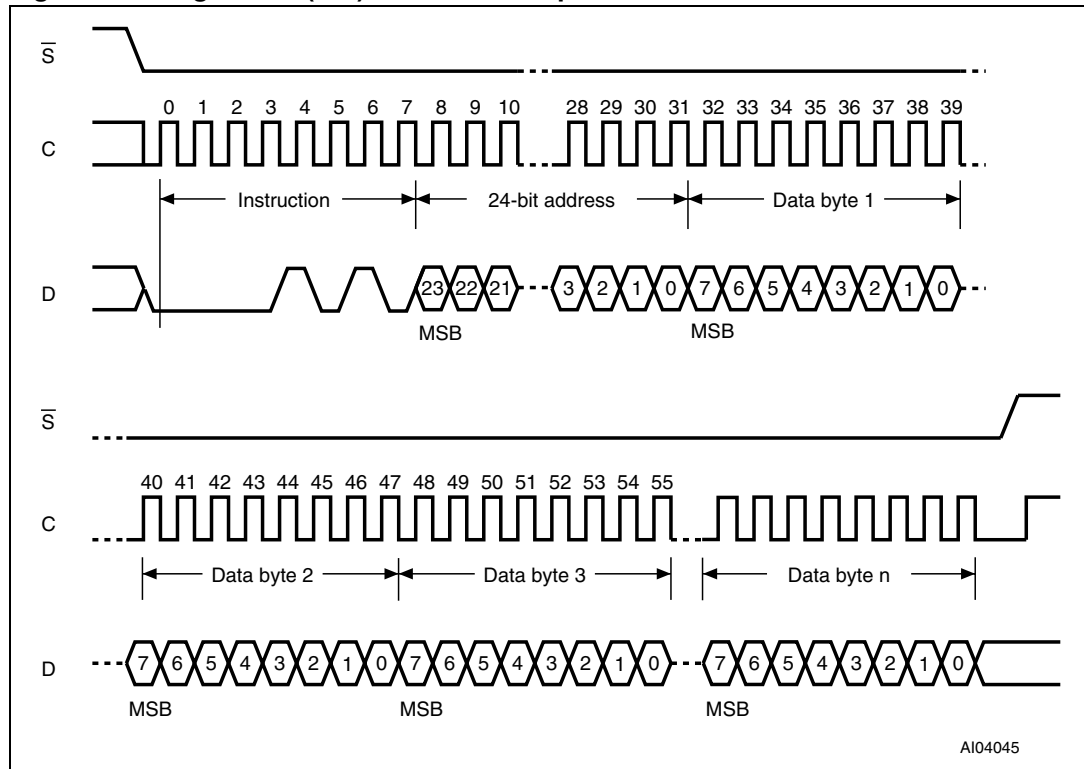 S
0 1 2 3 4 5 6 7 8 9 10 28 29 30 31 32 33 34 35 36 37 38 39
C
Instruction 24-bit address Data byte 1
D 23 22 21 3 2 1 0 7 6 5 4 3 2 1 0
MSB MSB
S
40 41 42 43 44 45 46 47 48 49 50 51 52 53 54 55
C
Data byte 2 Data byte 3 Data byte n
D 7 6 5 4 3 2 1 0 7 6 5 4 3 2 1 0 7 6 5 4 3 2 1 0
MSB MSB MSB
AI04045